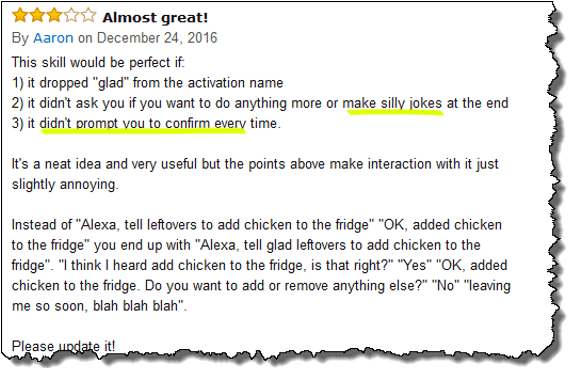 Almost great!
By Aaron on December 24, 2016
This skill would be perfect if:
1) it dropped "glad" from the activation name
2) it didn't ask you if you want to do anything more or make silly jokes at the end
3) it didn't prompt you to confirm every time.
It's a neat idea and very useful but the points above make interaction with it just
slightly annoying.
Instead of "Alexa, tell leftovers to add chicken to the fridge" "OK, added chicken
to the fridge" you end up with "Alexa, tell glad leftovers to add chicken to the
fridge". "I think I heard add chicken to the fridge, is that right?" "Yes" "OK, added
chicken to the fridge. Do you want to add or remove anything else?" "No" "leaving
me so soon, blah blah blah".
Please update it!